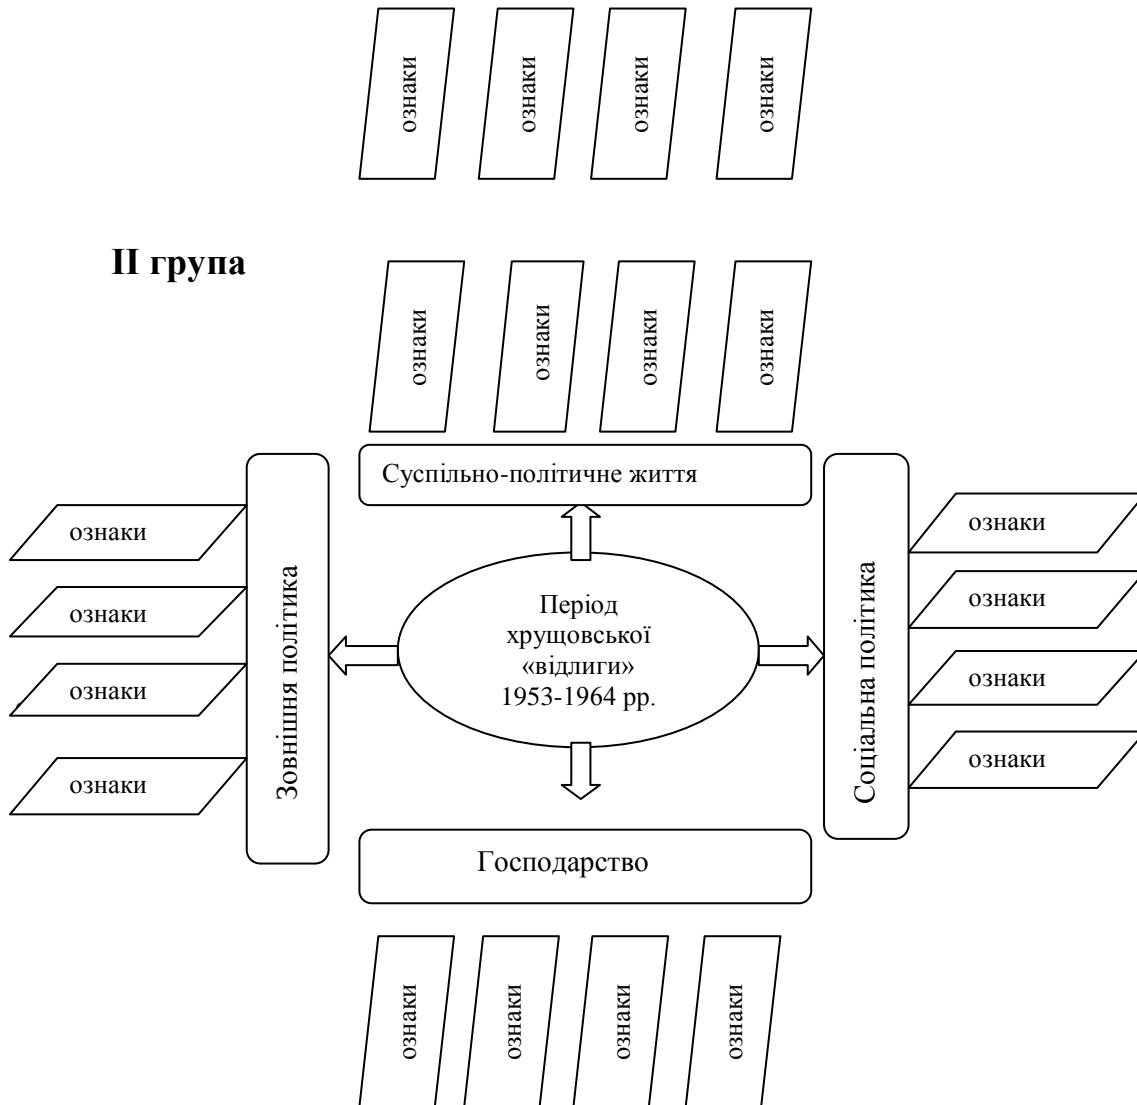 ознаки
ознаки
ознаки
ознаки
ІІ група
ознаки
ознаки
ознаки
ознаки
Суспільно-політичне життя
Зовнішня політика
ознаки
ознаки
ознаки
ознаки
Період
хрущовської
«відлиги»
1953-1964 рр.
Соціальна політика
ознаки
ознаки
ознаки
ознаки
Господарство
ознаки
ознаки
ознаки
ознаки